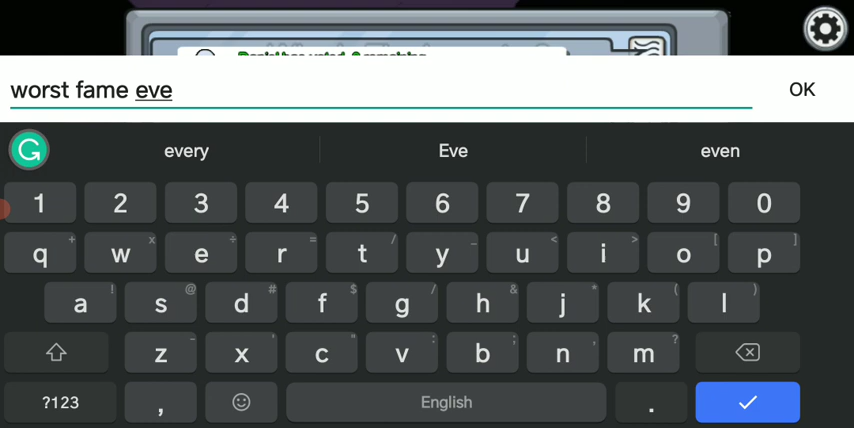 worst fame eve
OK
every Eve even
1 2 3 4 5 6 7 8 9 0
q + w x e ÷ r = t / y _ u < i > o [ p ]
a ! s @ d # f $ g / h & j * k ( l )
z - x ' c " v : b ; n , m ?
?123 , English .